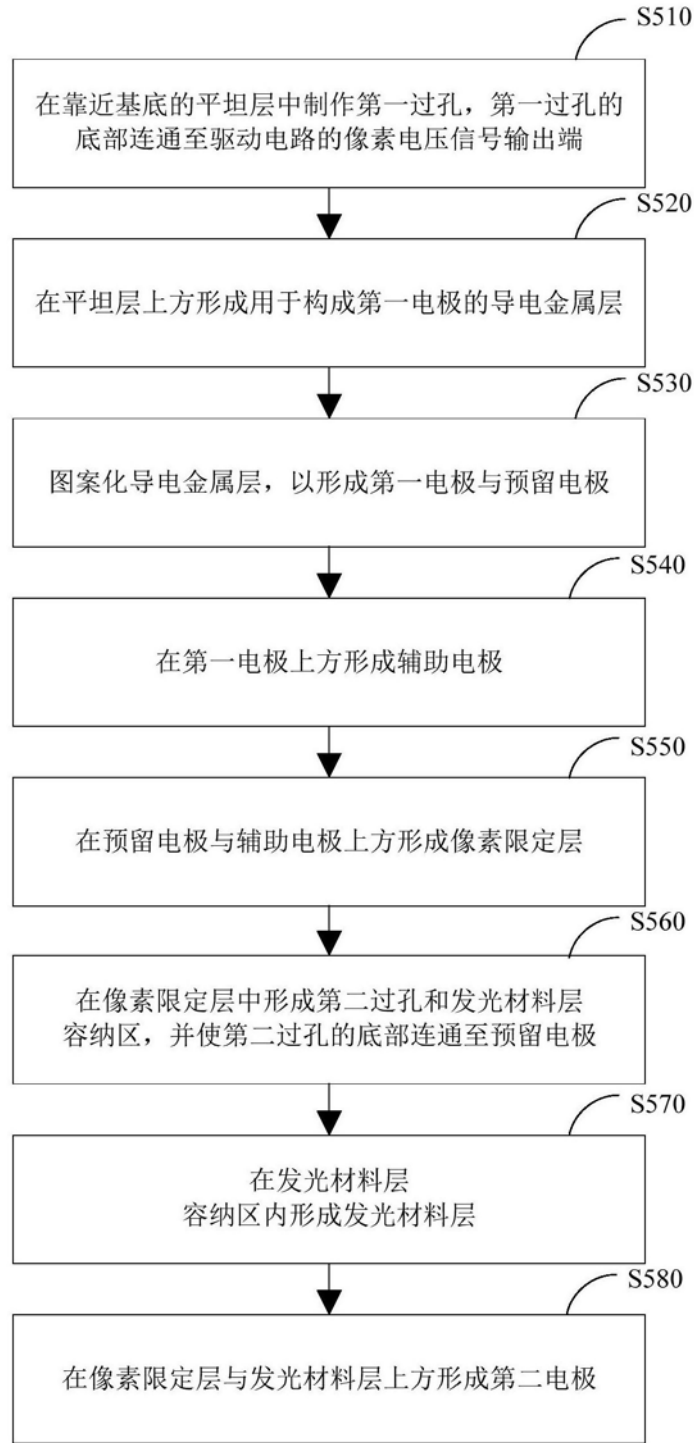 S510
在靠近基底的平坦层中制作第一过孔，第一过孔的
底部连通至驱动电路的像素电压信号输出端
S520
在平坦层上方形成用于构成第一电极的导电金属层
S530
图案化导电金属层，以形成第一电极与预留电极
S540
在第一电极上方形成辅助电极
S550
在预留电极与辅助电极上方形成像素限定层
S560
在像素限定层中形成第二过孔和发光材料层
容纳区，并使第二过孔的底部连通至预留电极
S570
在发光材料层
容纳区内形成发光材料层
S580
在像素限定层与发光材料层上方形成第二电极